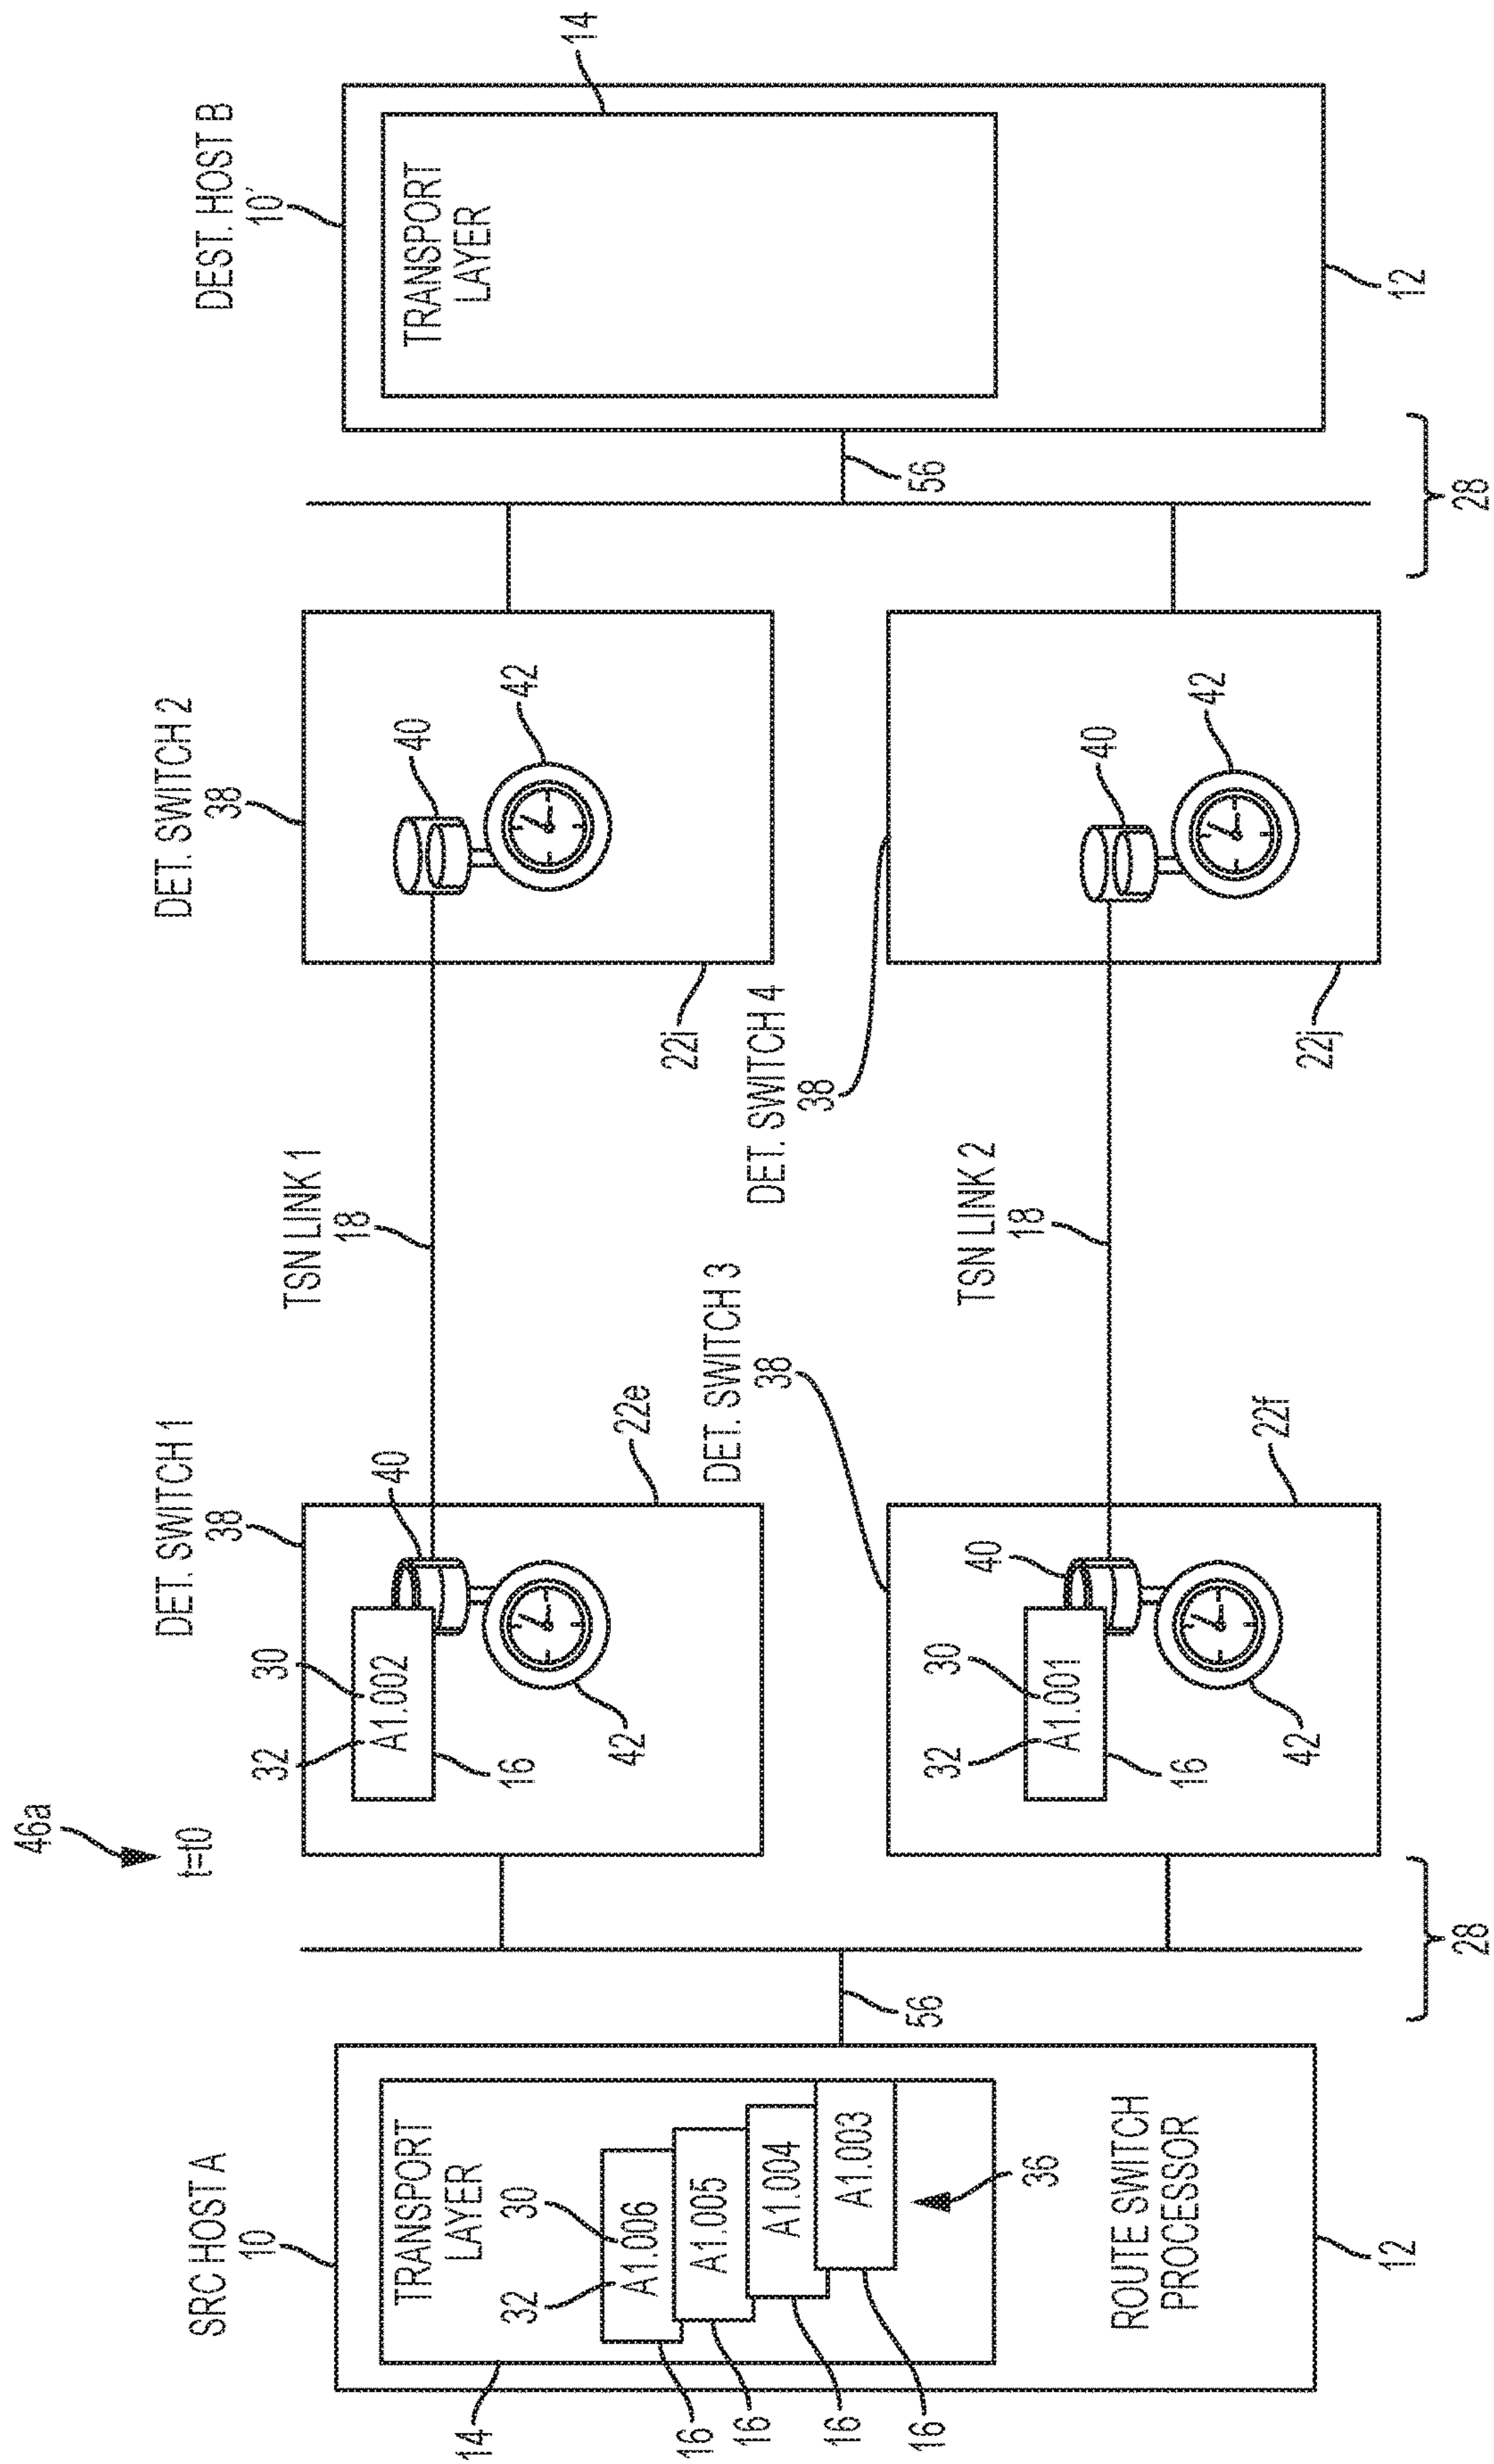 46a
t=t0
SRC HOST A
10
TRANSPORT
LAYER
14
32
30
A1.006
A1.005
A1.004
A1.003
16
16
16
16
36
ROUTE SWITCH
PROCESSOR
12
56
28
DET. SWITCH 1
38
32
30
A1.002
16
40
42
22e
DET. SWITCH 3
38
32
30
A1.001
16
40
42
22f
TSN LINK 1
18
TSN LINK 2
18
DET. SWITCH 2
38
40
42
22i
DET. SWITCH 4
38
40
42
22j
56
28
DEST. HOST B
10'
TRANSPORT
LAYER
14
12